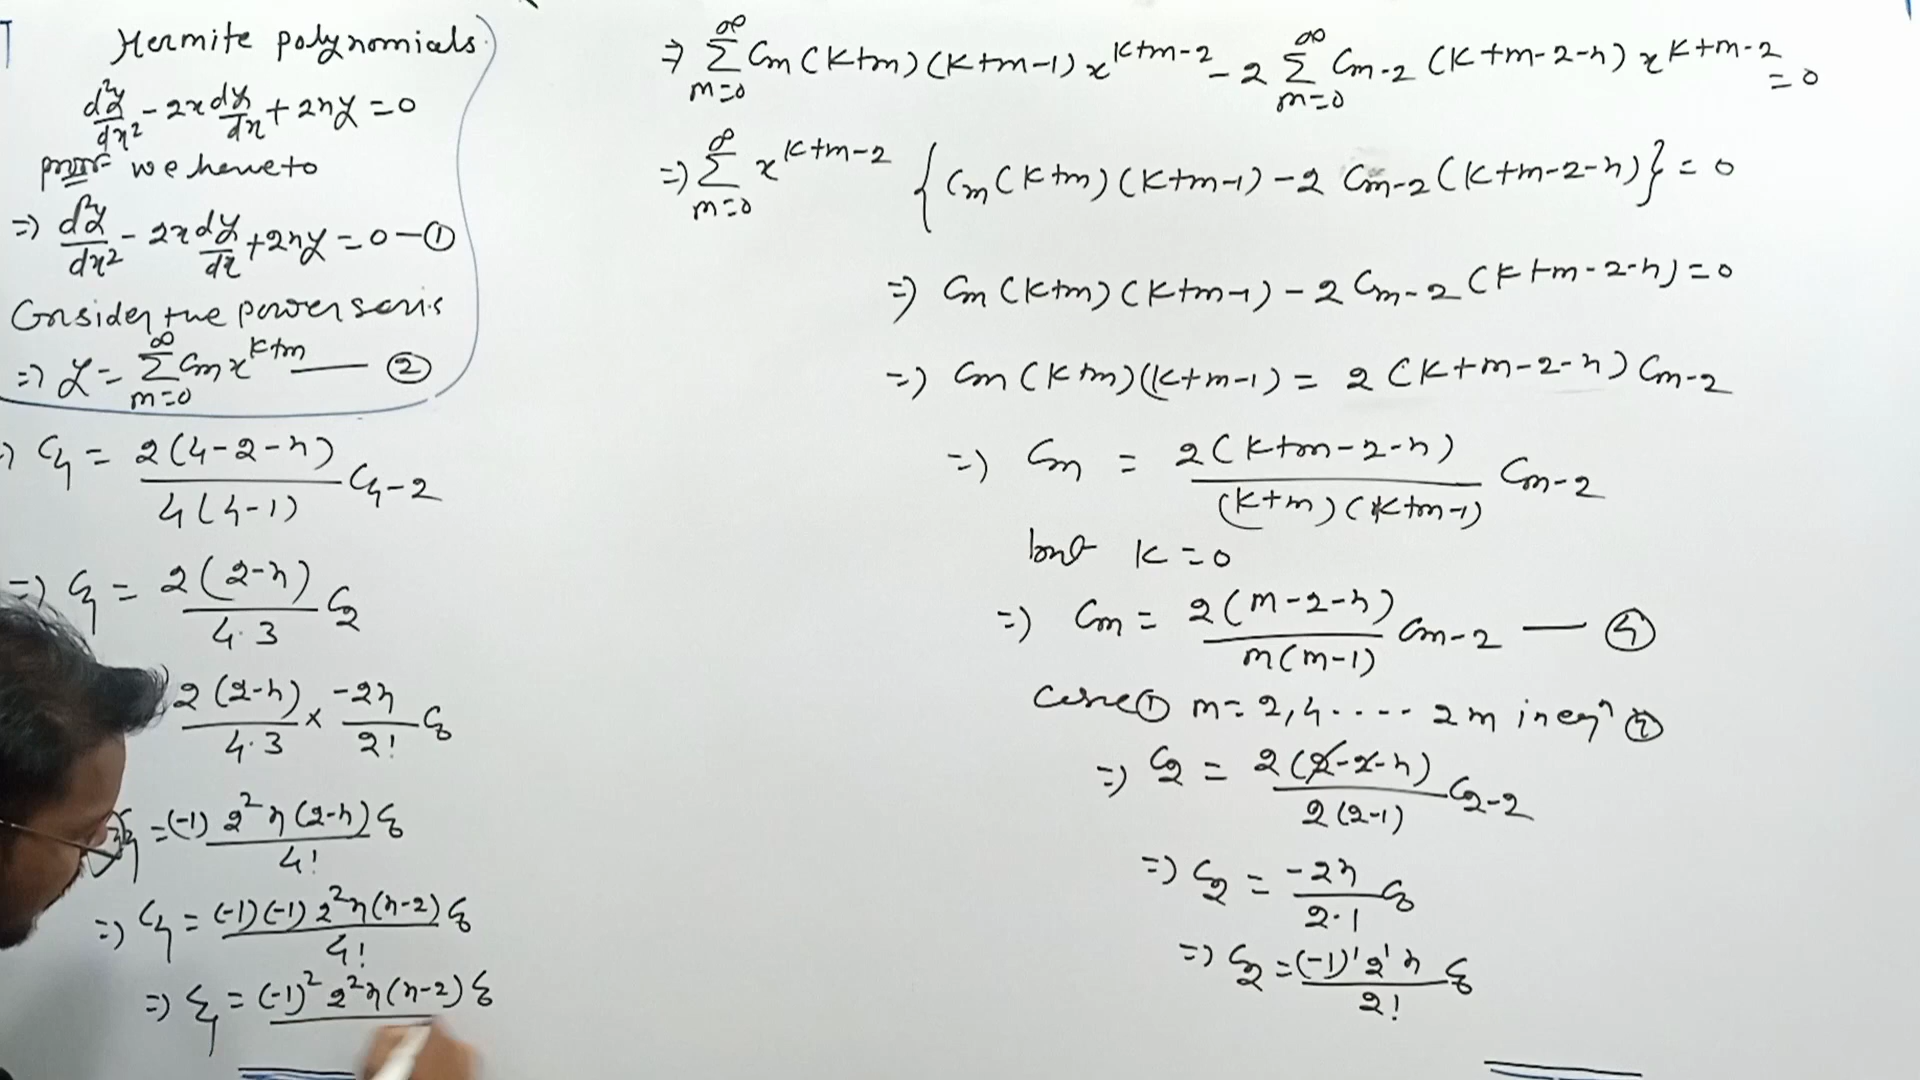 Hermite polynomials
d²y/dx² - 2x dy/dx + 2ny = 0
proof we have to
⇒ d²y/dx² - 2x dy/dx + 2ny = 0 — ①
Consider the power seris
⇒ y = ∑_{m=0}^{∞} Cm x^{k+m} — ②
⇒ C4 = 2(4-2-n)/4(4-1) C4-2
⇒ C4 = 2(2-n)/4·3 C2
2(2-n)/4·3 × -2n/2! C0
C4 = (-1) 2² n(2-n)/4! C0
⇒ C4 = (-1)(-1) 2² n(n-2)/4! C0
⇒ C4 = (-1)² 2² n(n-2) C0
⇒ ∑_{m=0}^{∞} Cm (k+m)(k+m-1) x^{k+m-2} - 2 ∑_{m=0}^{∞} Cm-2 (k+m-2-n) x^{k+m-2} = 0
⇒ ∑_{m=0}^{∞} x^{k+m-2} {Cm (k+m)(k+m-1) - 2 Cm-2 (k+m-2-n)} = 0
⇒ Cm (k+m)(k+m-1) - 2 Cm-2 (k+m-2-n) = 0
⇒ Cm (k+m)(k+m-1) = 2(k+m-2-n) Cm-2
⇒ Cm = 2(k+m-2-n)/(k+m)(k+m-1) Cm-2
but k = 0
⇒ Cm = 2(m-2-n)/m(m-1) Cm-2 — ④
Case ① m = 2, 4 ..... 2m in eqⁿ ④
⇒ C2 = 2(2-2-n)/2(2-1) C2-2
⇒ C2 = -2n/2·1 C0
⇒ C2 = (-1)¹ 2¹ n/2! C0